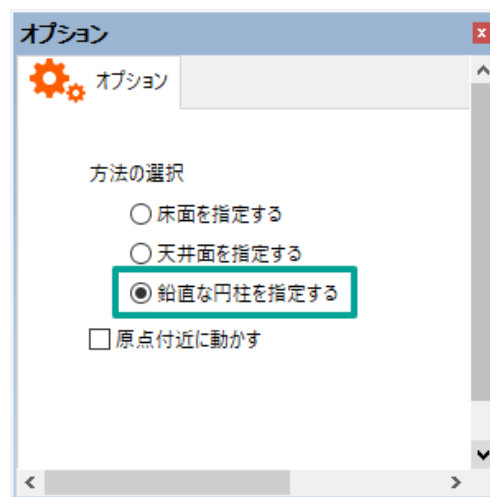 オプション
オプション
方法の選択
床面を指定する
天井面を指定する
鉛直な円柱を指定する
原点付近に動かす